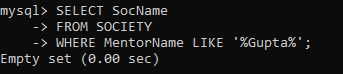 mysql> SELECT SocName
    -> FROM SOCIETY
    -> WHERE MentorName LIKE '%Gupta%';
Empty set (0.00 sec)